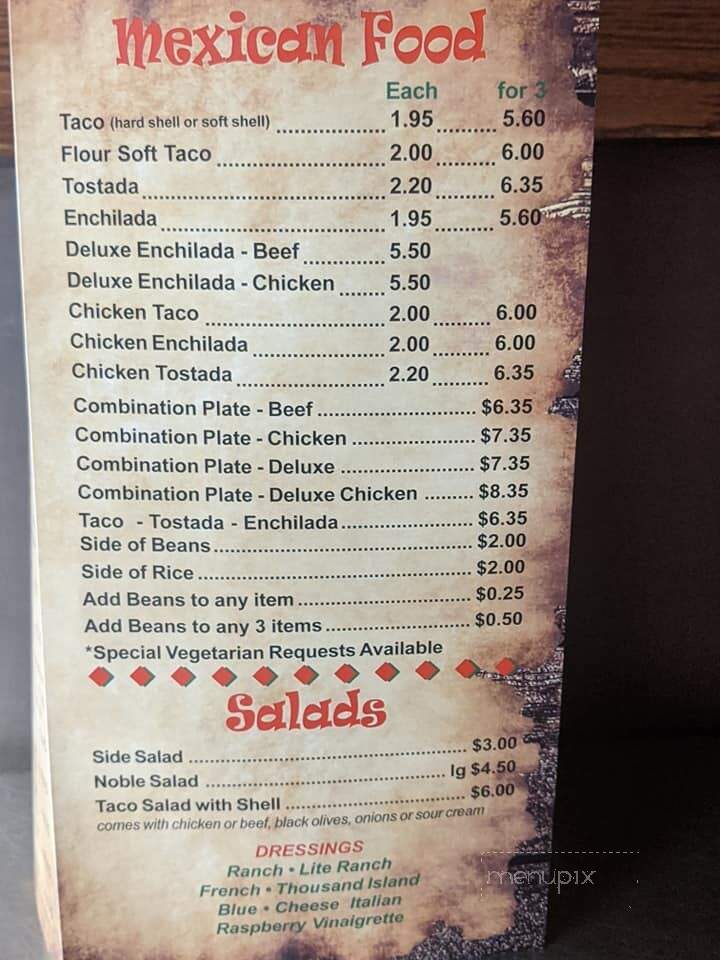 Mexican Food
Each for 3
Taco (hard shell or soft shell) 1.95 5.60
Flour Soft Taco 2.00 6.00
Tostada 2.20 6.35
Enchilada 1.95 5.60
Deluxe Enchilada - Beef 5.50
Deluxe Enchilada - Chicken 5.50
Chicken Taco 2.00 6.00
Chicken Enchilada 2.00 6.00
Chicken Tostada 2.20 6.35
Combination Plate - Beef $6.35
Combination Plate - Chicken $7.35
Combination Plate - Deluxe $7.35
Combination Plate - Deluxe Chicken $8.35
Taco - Tostada - Enchilada $6.35
Side of Beans $2.00
Side of Rice $2.00
Add Beans to any item $0.25
Add Beans to any 3 items $0.50
*Special Vegetarian Requests Available
Salads
Side Salad $3.00
Noble Salad lg $4.50
Taco Salad with Shell $6.00
comes with chicken or beef, black olives, onions or sour cream
DRESSINGS
Ranch • Lite Ranch
French • Thousand Island
Blue • Cheese Italian
Raspberry Vinaigrette
menupix